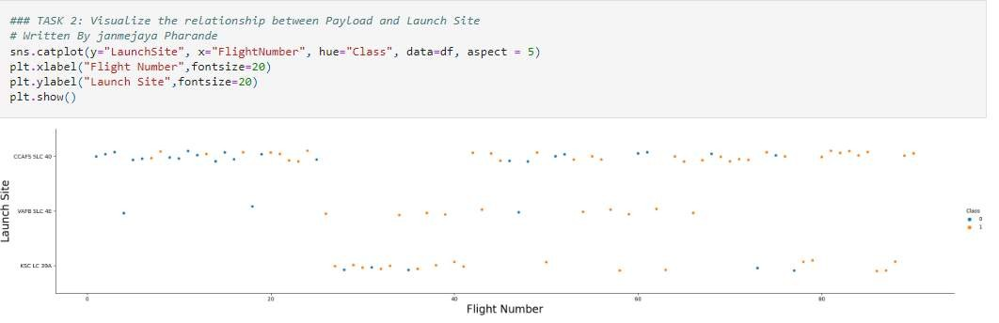 ### TASK 2: Visualize the relationship between Payload and Launch Site
# Written By janmejaya Pharande
sns.catplot(y="LaunchSite", x="FlightNumber", hue="Class", data=df, aspect = 5)
plt.xlabel("Flight Number",fontsize=20)
plt.ylabel("Launch Site",fontsize=20)
plt.show()
CCAFS SLC 40
VAFB SLC 4E
KSC LC 39A
Launch Site
Class
0
1
0 20 40 60 80
Flight Number